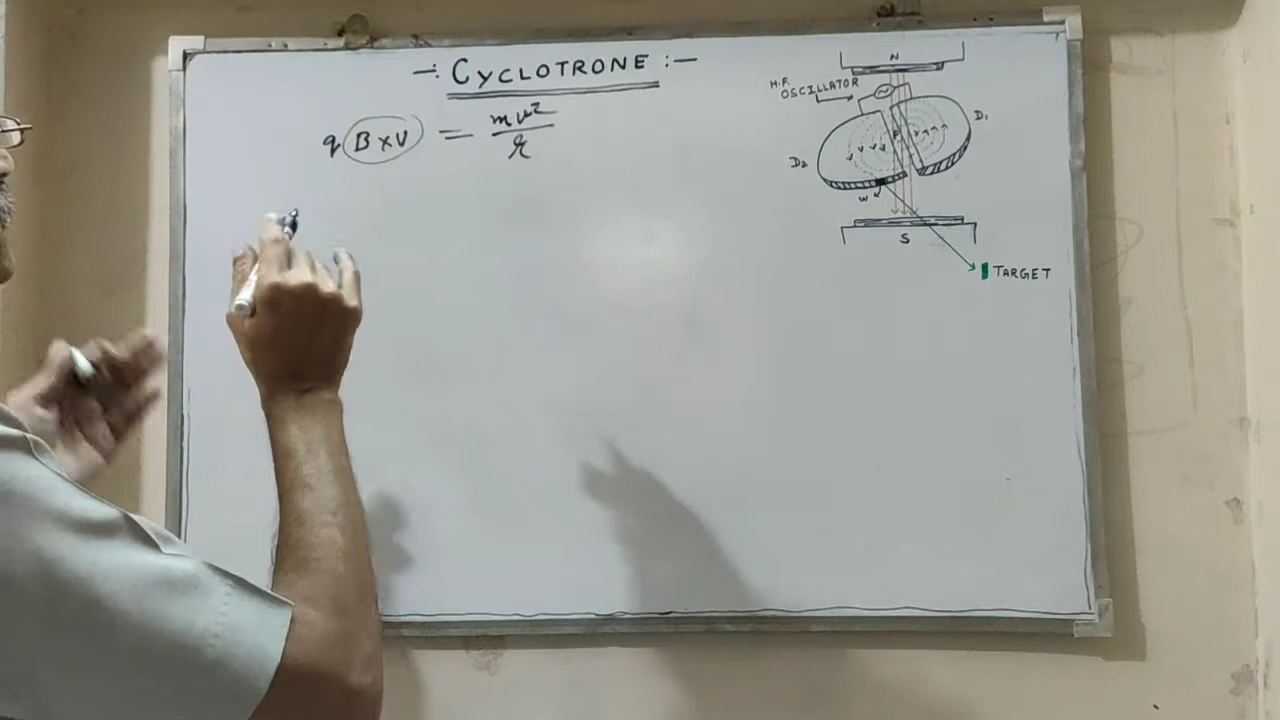 -: CYCLOTRONE :-
q B×V = mv²/r
N
H.F. OSCILLATOR
D₁
D₂
W
S
TARGET